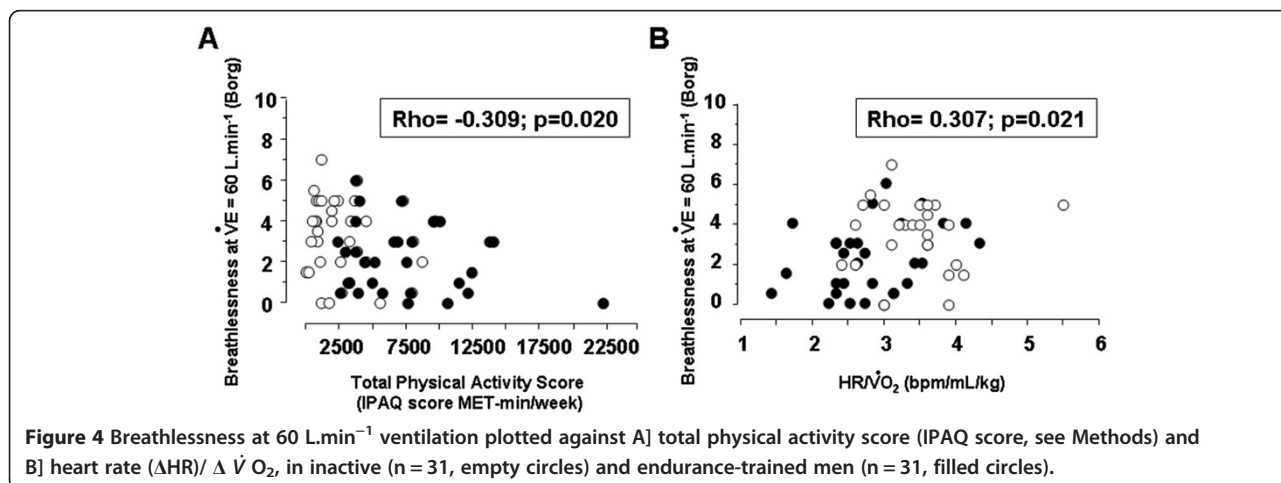 A
Breathlessness at V̇E = 60 L.min⁻¹ (Borg)
10
8
6
4
2
0
Rho= -0.309; p=0.020
2500 7500 12500 17500 22500
Total Physical Activity Score
(IPAQ score MET-min/week)
B
Breathlessness at V̇E = 60 L.min⁻¹ (Borg)
10
8
6
4
2
0
Rho= 0.307; p=0.021
1 2 3 4 5 6
HR/V̇O₂ (bpm/mL/kg)
Figure 4 Breathlessness at 60 L.min⁻¹ ventilation plotted against A] total physical activity score (IPAQ score, see Methods) and
B] heart rate (ΔHR)/ Δ V̇ O₂, in inactive (n = 31, empty circles) and endurance-trained men (n = 31, filled circles).